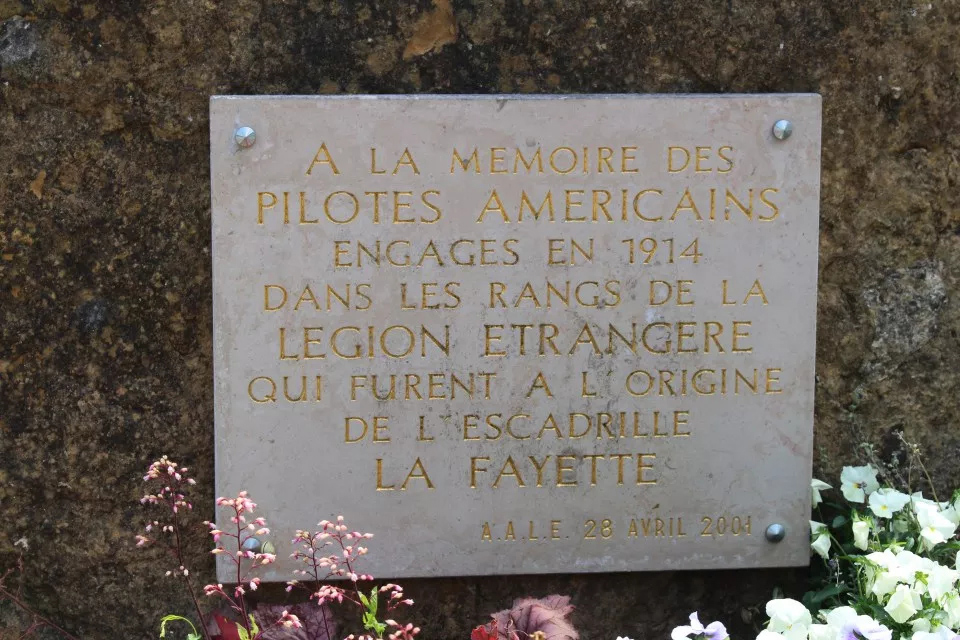 A LA MEMOIRE DES
PILOTES AMERICAINS
ENGAGES EN 1914
DANS LES RANGS DE LA
LEGION ETRANGERE
QUI FURENT A L ORIGINE
DE L'ESCADRILLE
LA FAYETTE
A.A.L.E. 28 AVRIL 2001